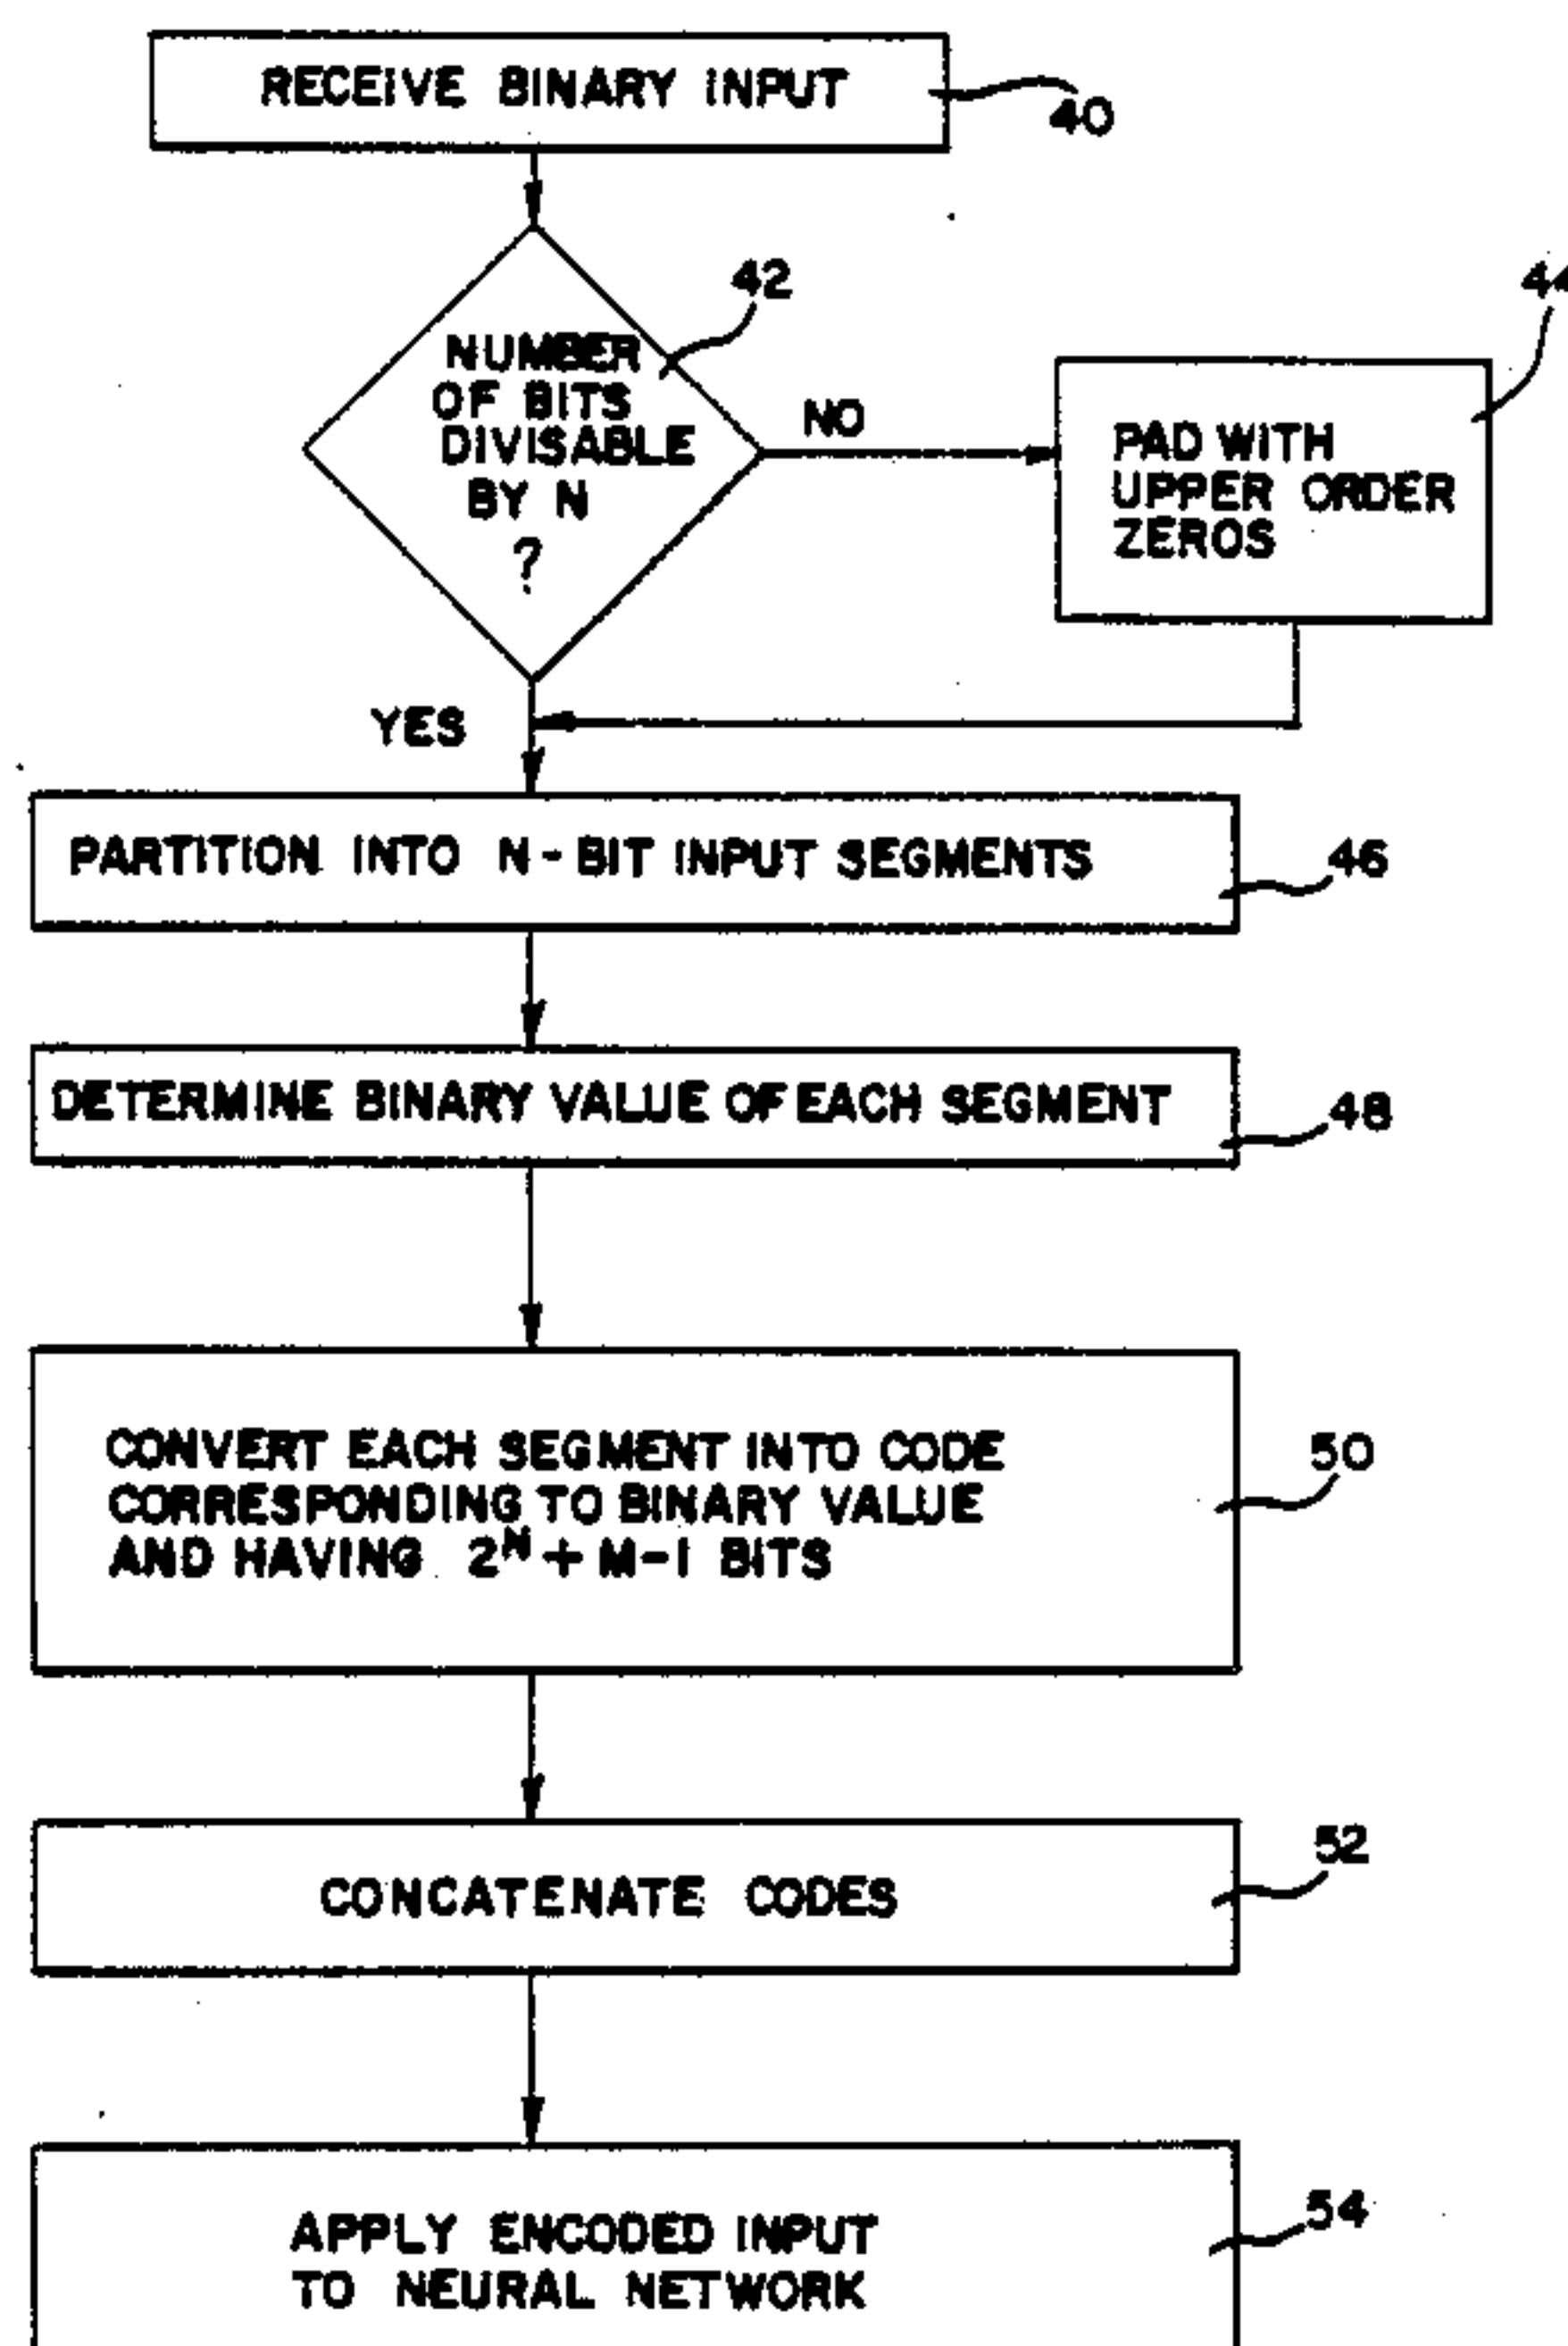 RECEIVE BINARY INPUT
40
42
NUMBER
OF BITS
DIVISABLE
BY N
?
NO
44
PAD WITH
UPPER ORDER
ZEROS
YES
PARTITION INTO N-BIT INPUT SEGMENTS
46
DETERMINE BINARY VALUE OF EACH SEGMENT
48
CONVERT EACH SEGMENT INTO CODE
CORRESPONDING TO BINARY VALUE
AND HAVING 2^N + M-1 BITS
50
CONCATENATE CODES
52
APPLY ENCODED INPUT
TO NEURAL NETWORK
54